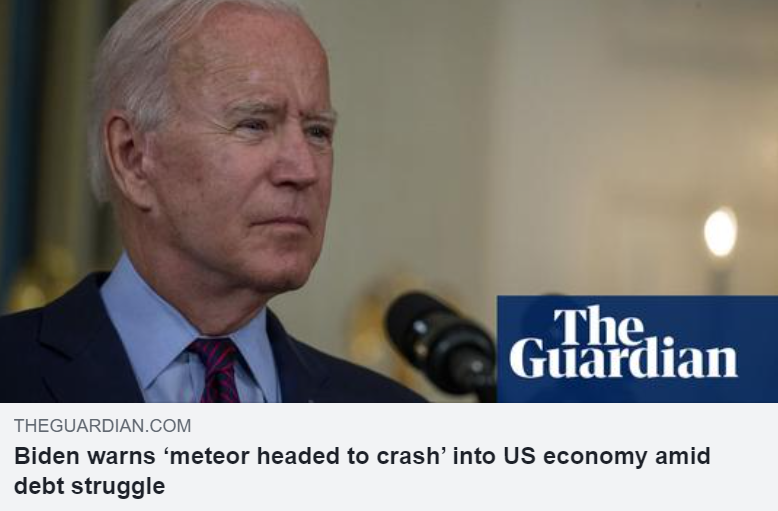 The
Guardian
THEGUARDIAN.COM
Biden warns ‘meteor headed to crash’ into US economy amid
debt struggle